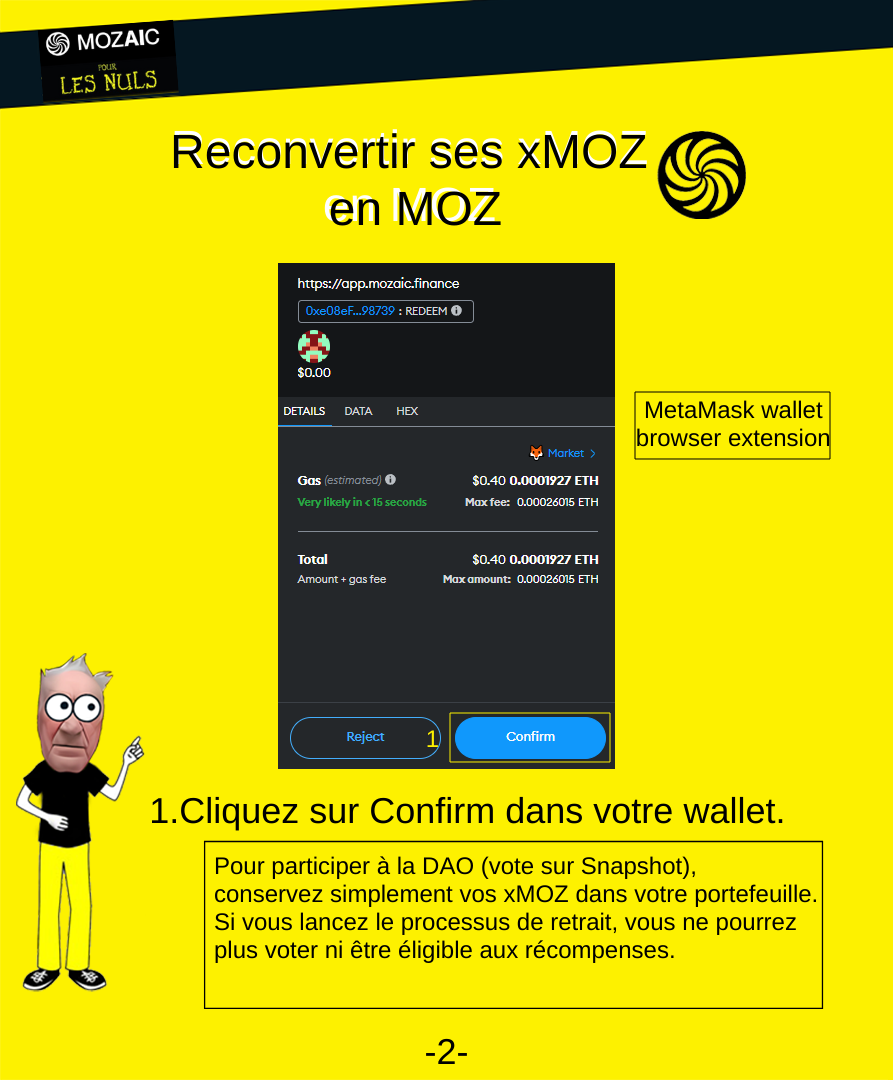 MOZAIC
POUR
LES NULS
Reconvertir ses xMOZ
en MOZ
https://app.mozaic.finance
0xe08eF...98739 : REDEEM
$0.00
DETAILS DATA HEX
MetaMask wallet
browser extension
Market >
Gas (estimated) $0.40 0.0001927 ETH
Very likely in < 15 seconds Max fee: 0.00026015 ETH
Total $0.40 0.0001927 ETH
Amount + gas fee Max amount: 0.00026015 ETH
Reject 1 Confirm
1.Cliquez sur Confirm dans votre wallet.
Pour participer à la DAO (vote sur Snapshot),
conservez simplement vos xMOZ dans votre portefeuille.
Si vous lancez le processus de retrait, vous ne pourrez
plus voter ni être éligible aux récompenses.
-2-